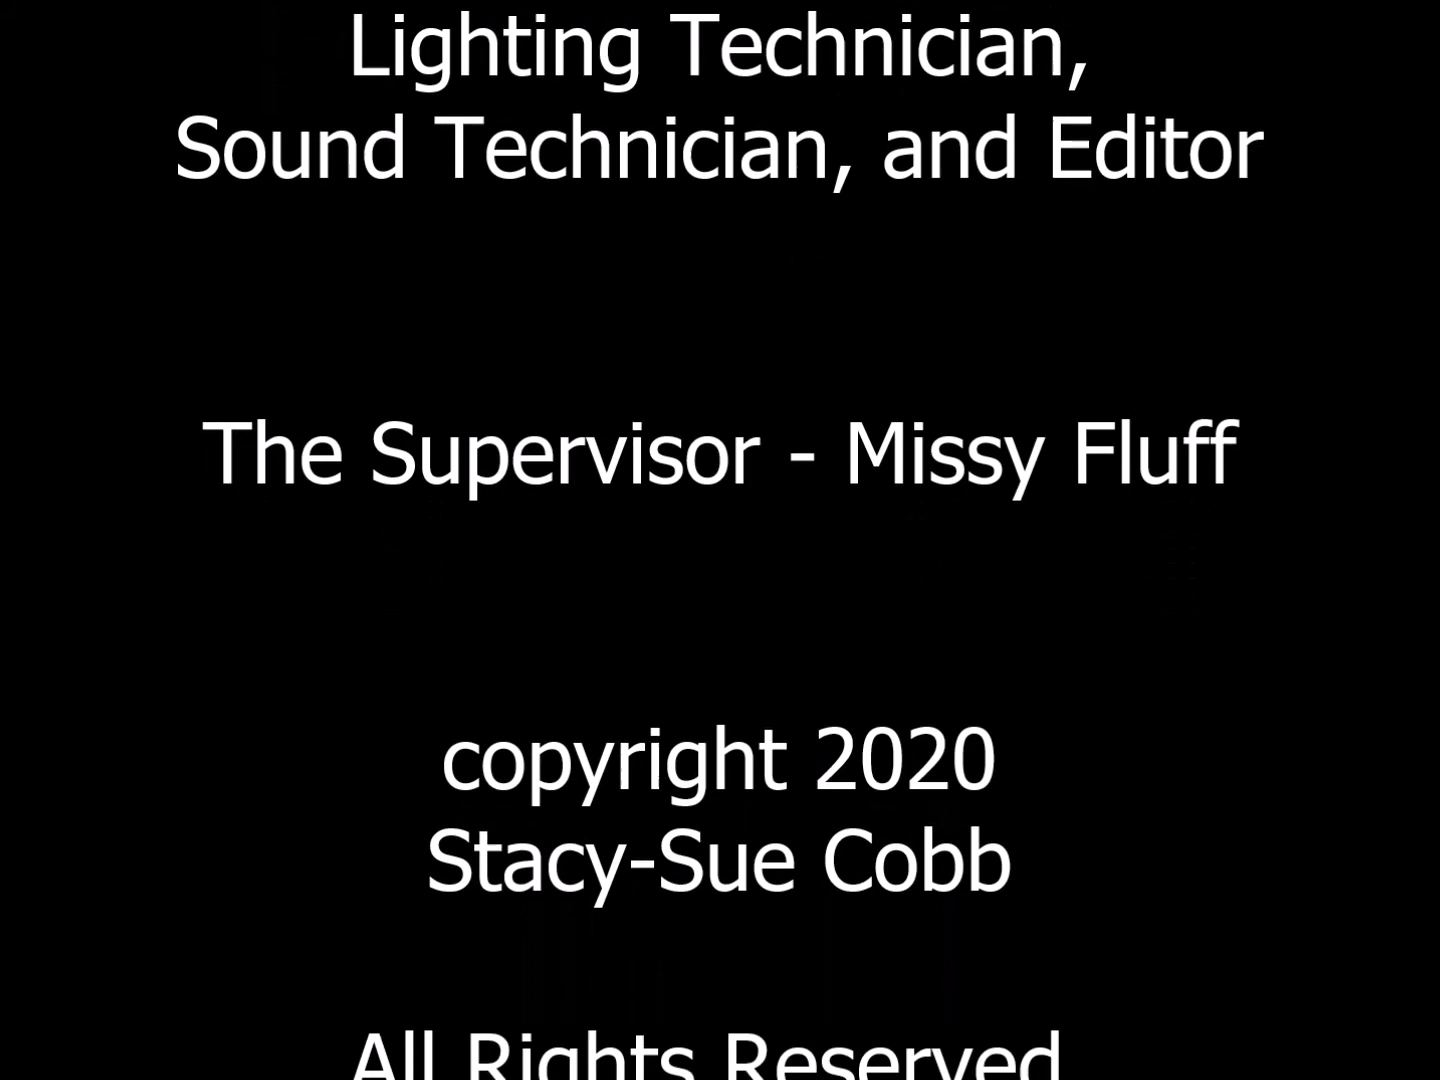 Lighting Technician,
Sound Technician, and Editor
The Supervisor - Missy Fluff
copyright 2020
Stacy-Sue Cobb
All Rights Reserved